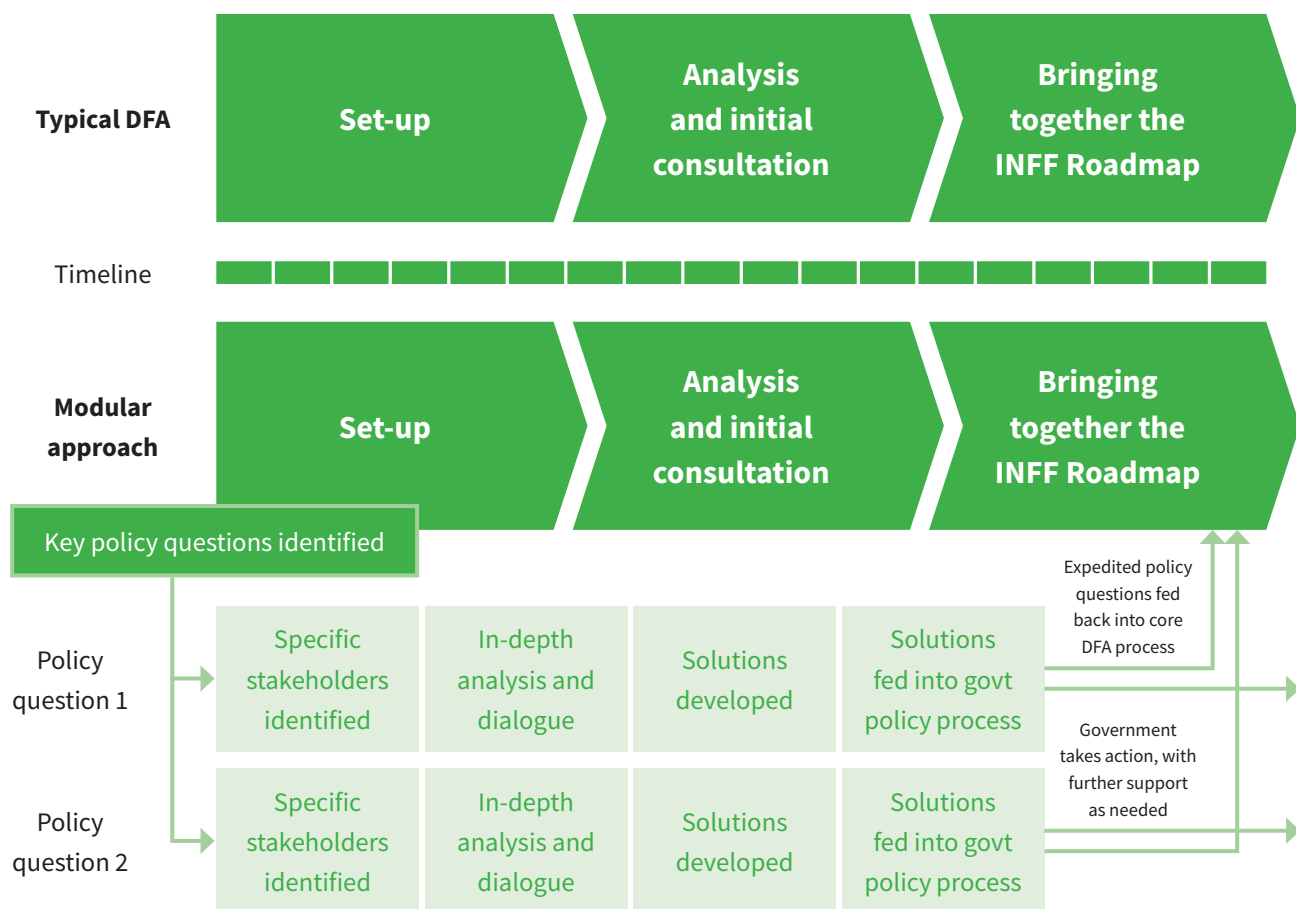 Typical DFA
Set-up
Analysis
and initial
consultation
Bringing
together the
INFF Roadmap
Timeline
Modular
approach
Set-up
Analysis
and initial
consultation
Bringing
together the
INFF Roadmap
Key policy questions identified
Expedited policy
questions fed
back into core
DFA process
Policy
question 1
Specific
stakeholders
identified
In-depth
analysis and
dialogue
Solutions
developed
Solutions
fed into govt
policy process
Government
takes action, with
further support
as needed
Policy
question 2
Specific
stakeholders
identified
In-depth
analysis and
dialogue
Solutions
developed
Solutions
fed into govt
policy process